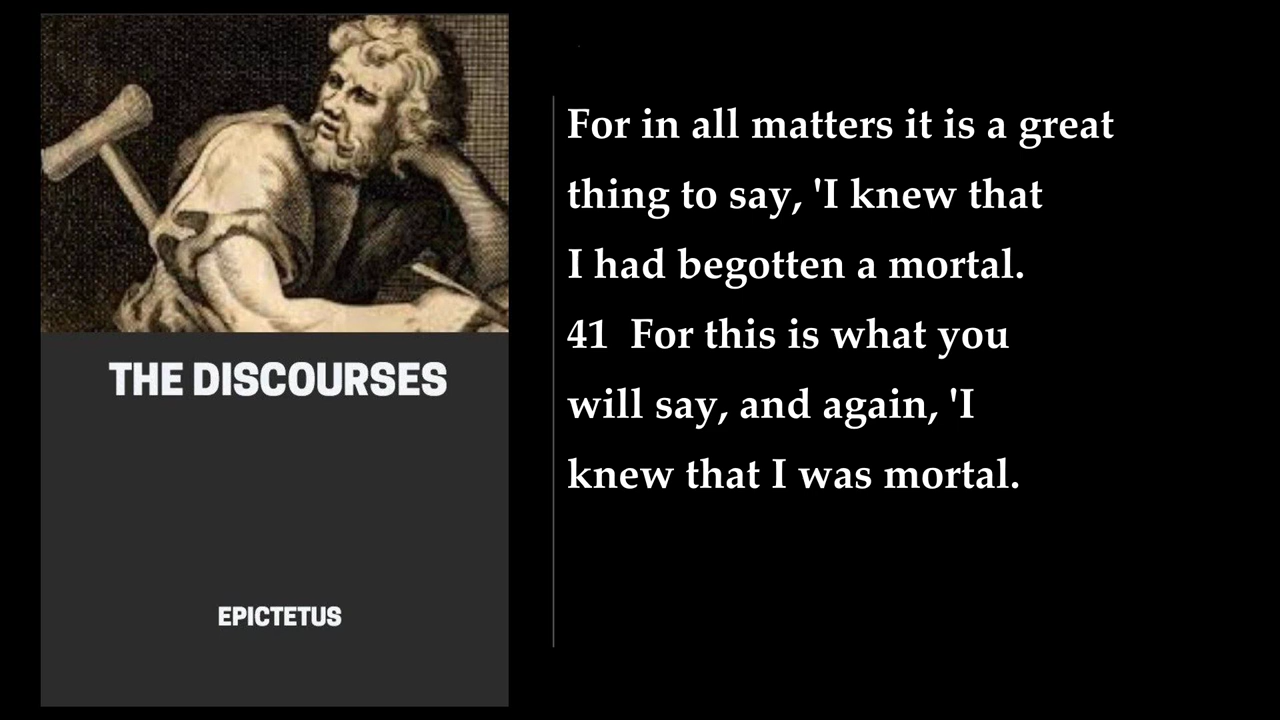 THE DISCOURSES
EPICTETUS
For in all matters it is a great
thing to say, 'I knew that
I had begotten a mortal.
41 For this is what you
will say, and again, 'I
knew that I was mortal.